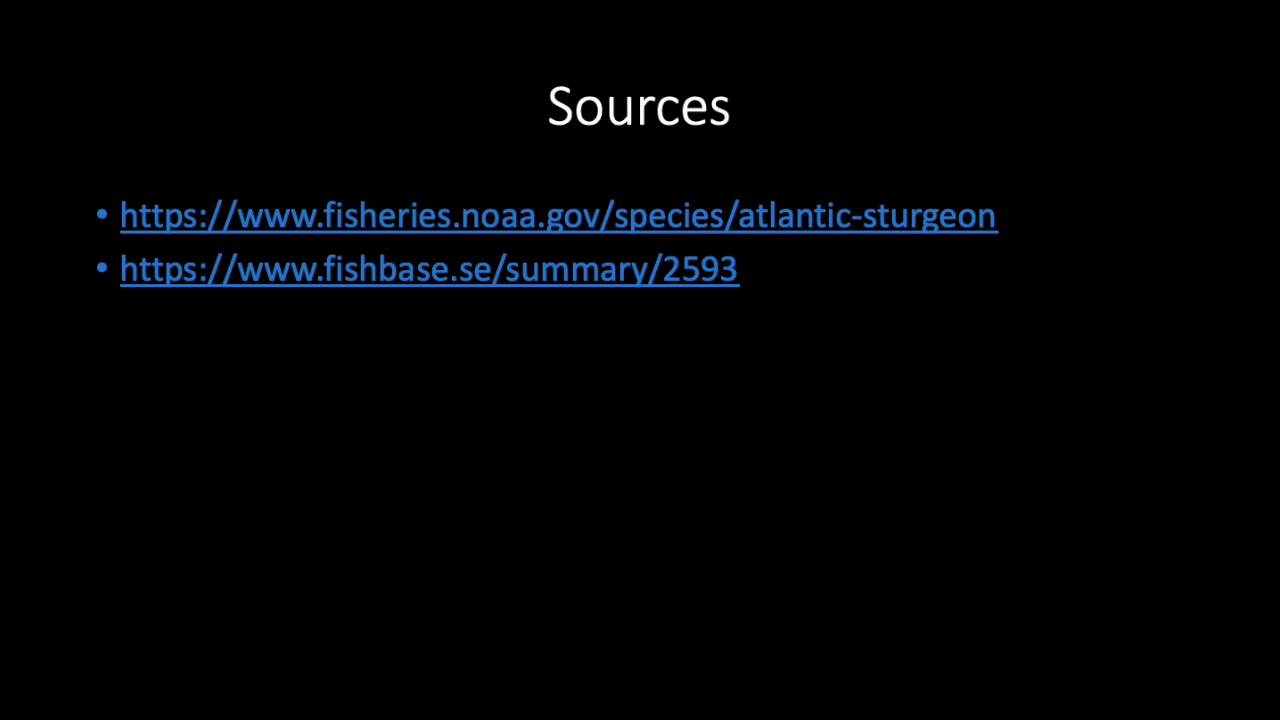 Sources
• https://www.fisheries.noaa.gov/species/atlantic-sturgeon
• https://www.fishbase.se/summary/2593